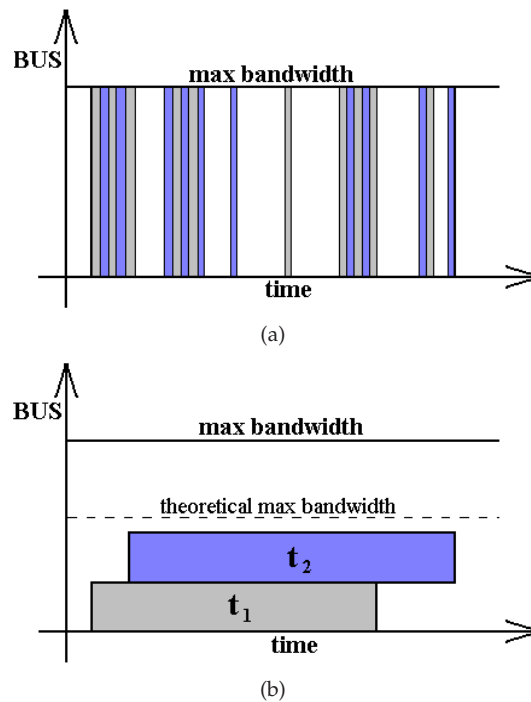 BUS
max bandwidth
time
(a)
BUS
max bandwidth
theoretical max bandwidth
t2
t1
time
(b)